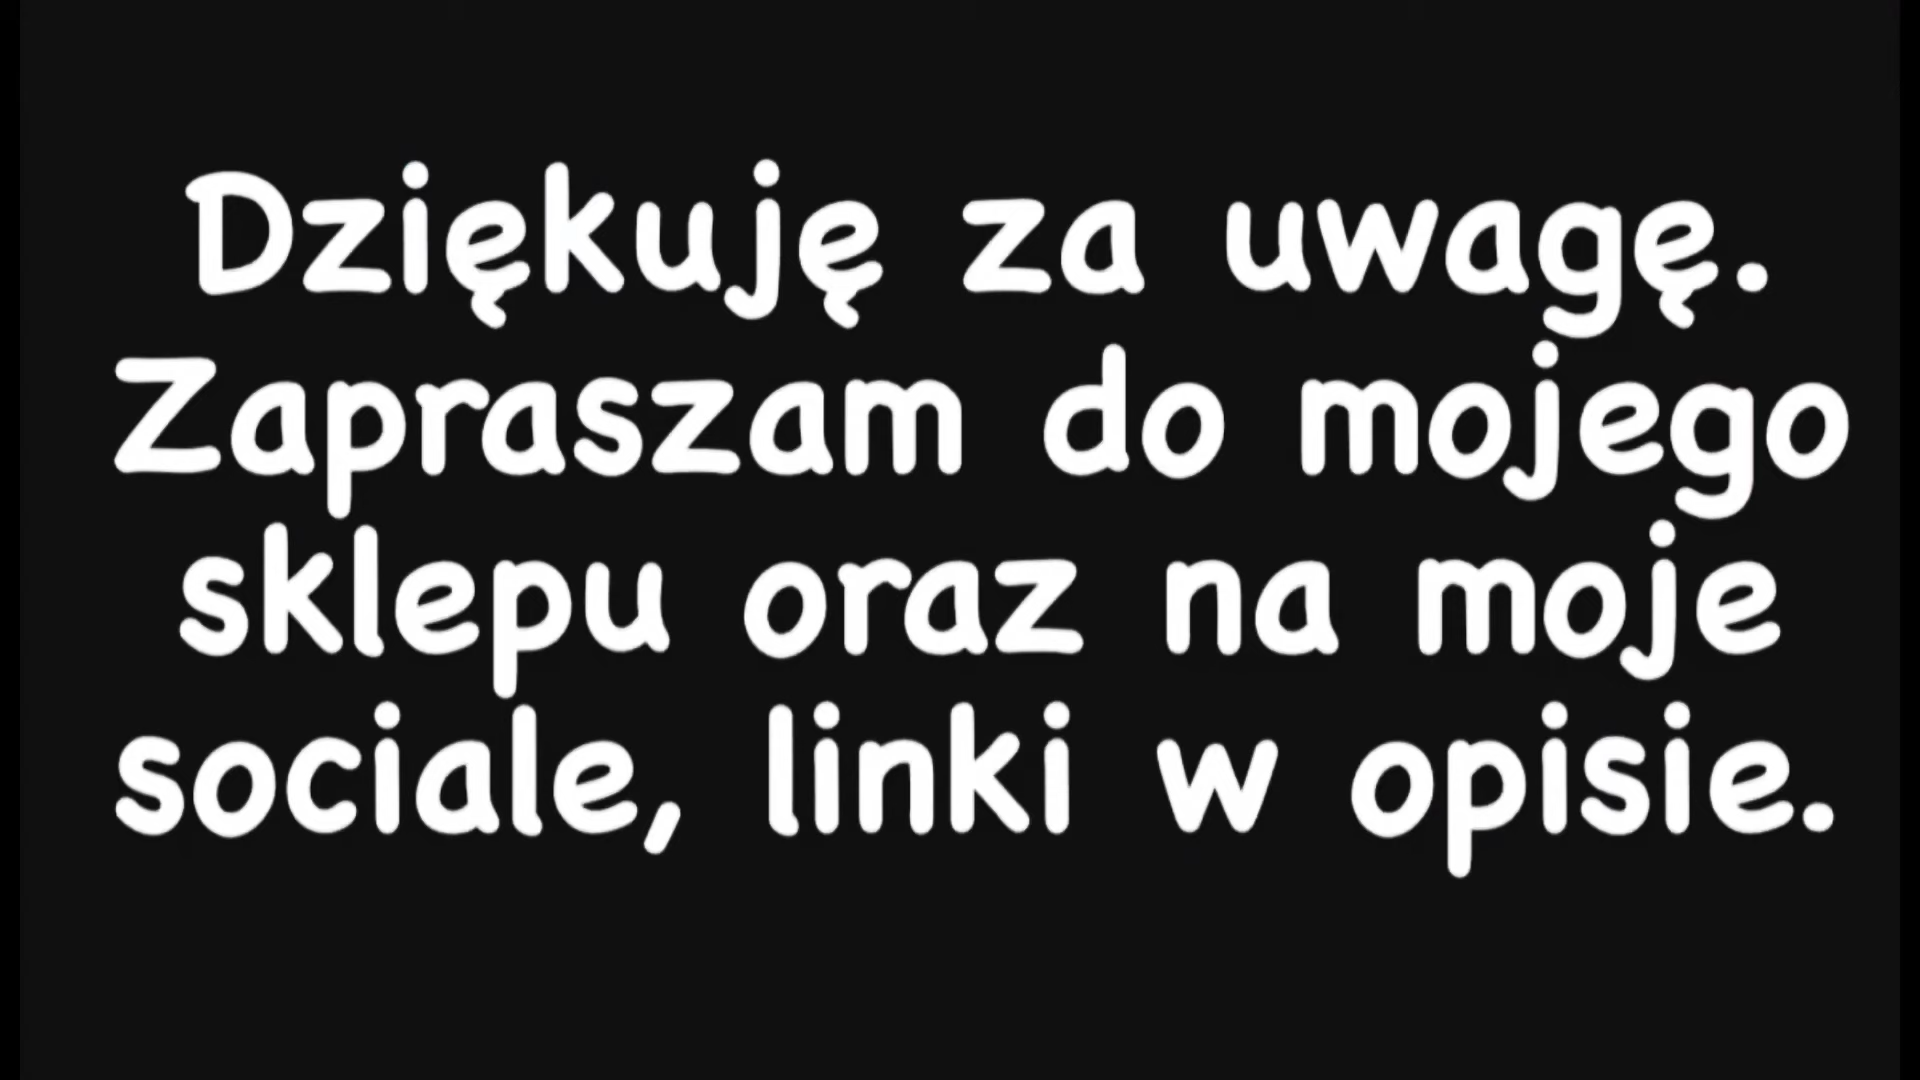 Dziękuję za uwagę.
Zapraszam do mojego
sklepu oraz na moje
sociale, linki w opisie.